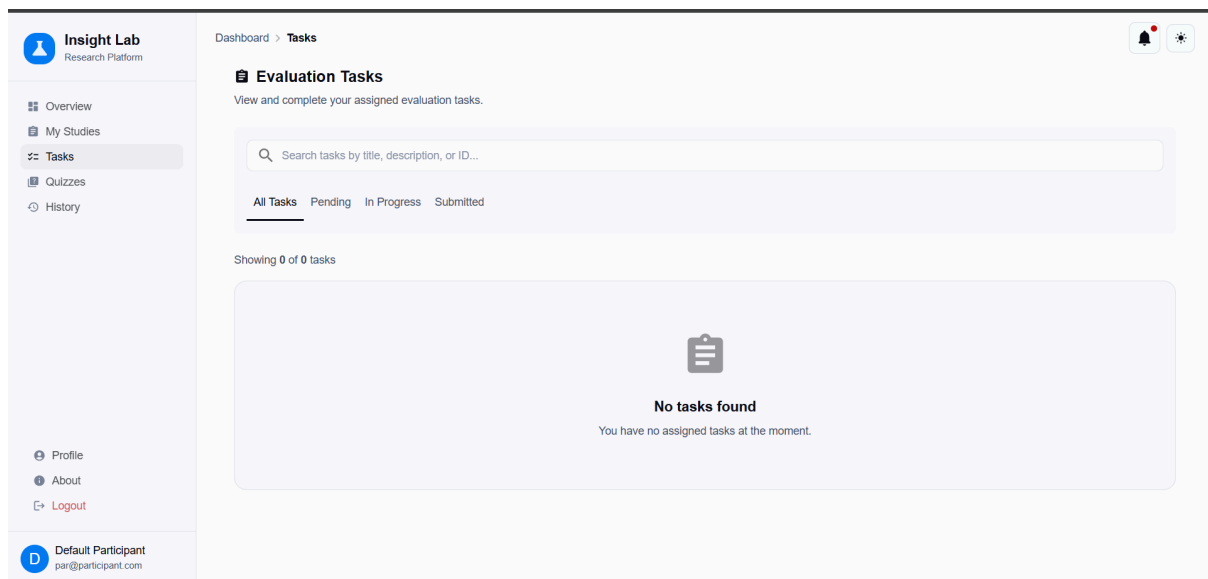 Insight Lab
Research Platform
Overview
My Studies
Tasks
Quizzes
History
Profile
About
Logout
D
Default Participant
par@participant.com
Dashboard > Tasks
Evaluation Tasks
View and complete your assigned evaluation tasks.
Search tasks by title, description, or ID...
All Tasks Pending In Progress Submitted
Showing 0 of 0 tasks
No tasks found
You have no assigned tasks at the moment.